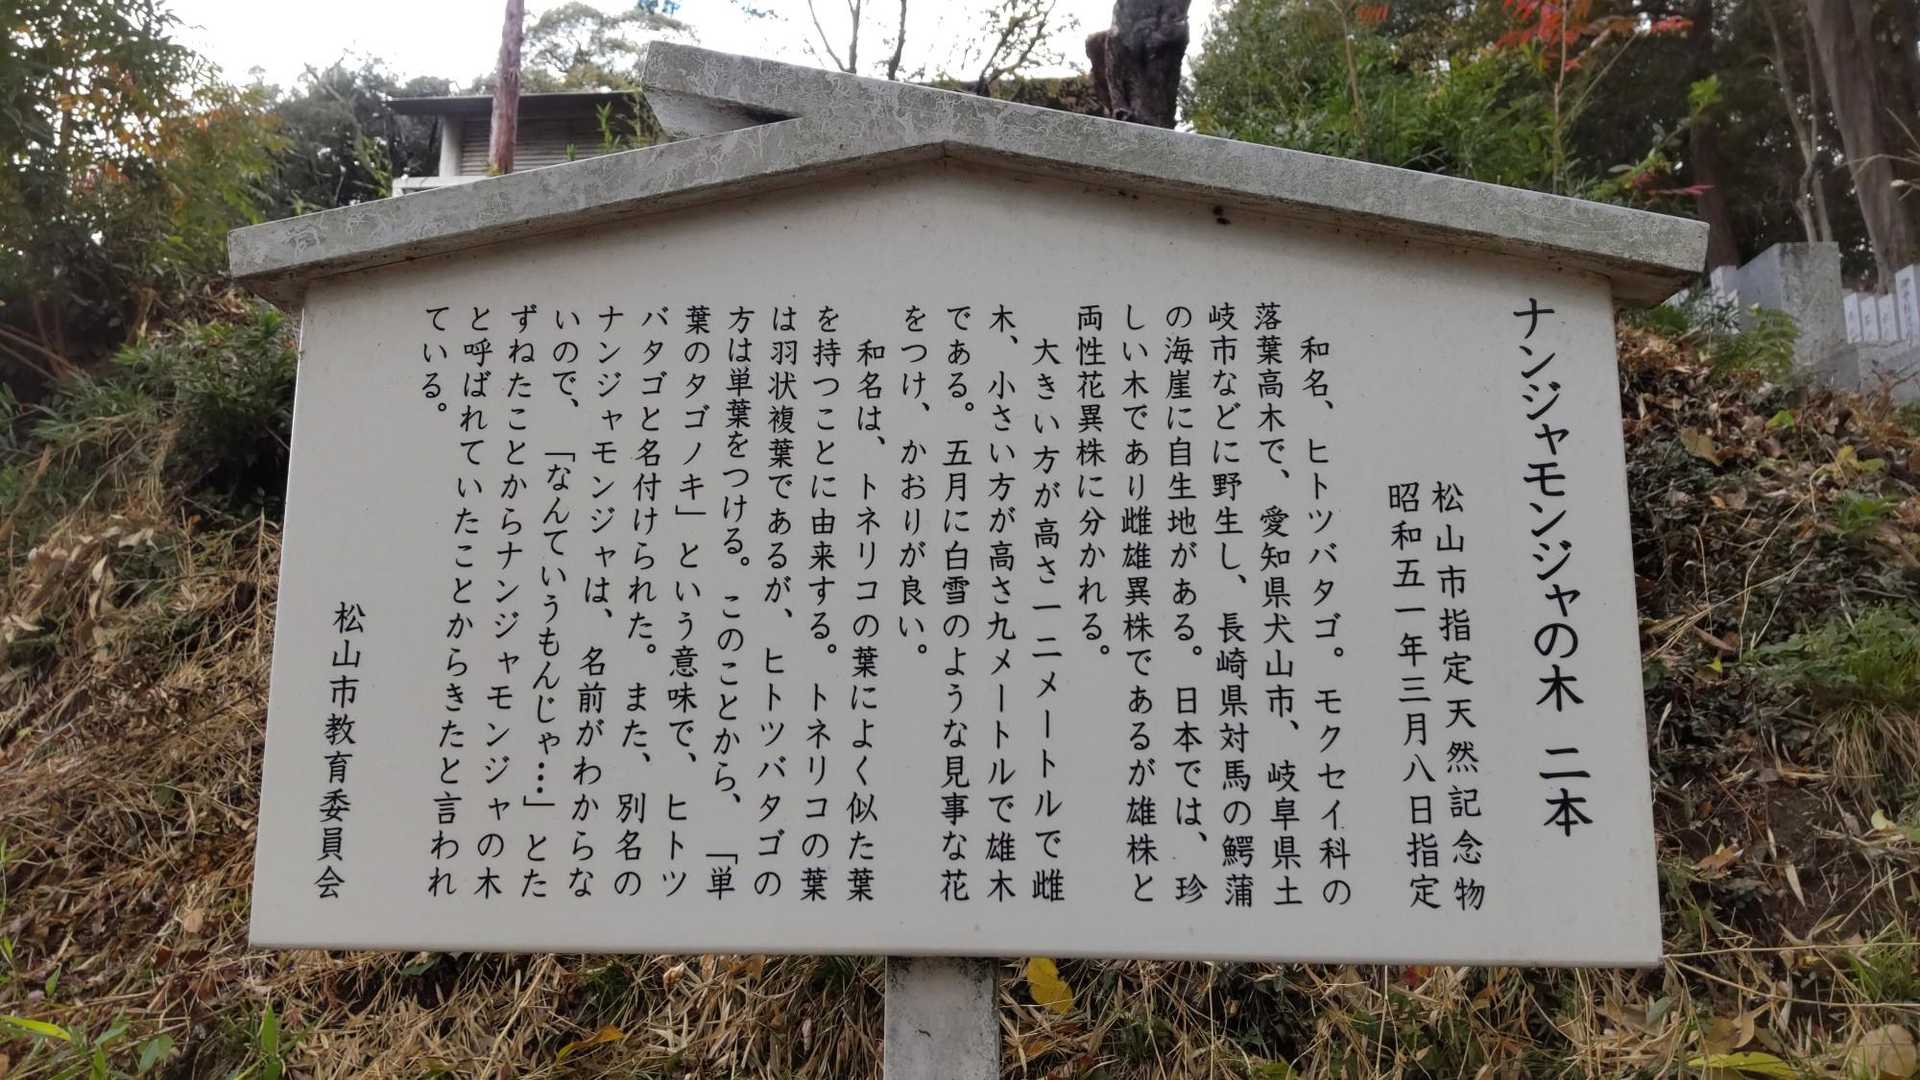 ナンジャモンジャの木 二本
松山市指定天然記念物
昭和五一年三月八日指定
和名、ヒトツバタゴ。モクセイ科の
落葉高木で、愛知県犬山市、岐阜県土
岐市などに野生し、長崎県対馬の鰐蒲
の海崖に自生地がある。日本では、珍
しい木であり雌雄異株であるが雄株と
両性花異株に分かれる。
大きい方が高さ一二メートルで雌
木、小さい方が高さ九メートルで雄木
である。五月に白雪のような見事な花
をつけ、かおりが良い。
和名は、トネリコの葉によく似た葉
を持つことに由来する。トネリコの葉
は羽状複葉であるが、ヒトツバタゴの
方は単葉をつける。このことから、「単
葉のタゴノキ」という意味で、ヒトツ
バタゴと名付けられた。また、別名の
ナンジャモンジャは、名前がわからな
いので、「なんていうもんじゃ…」とた
ずねたことからナンジャモンジャの木
と呼ばれていたことからきたと言われ
ている。
松山市教育委員会